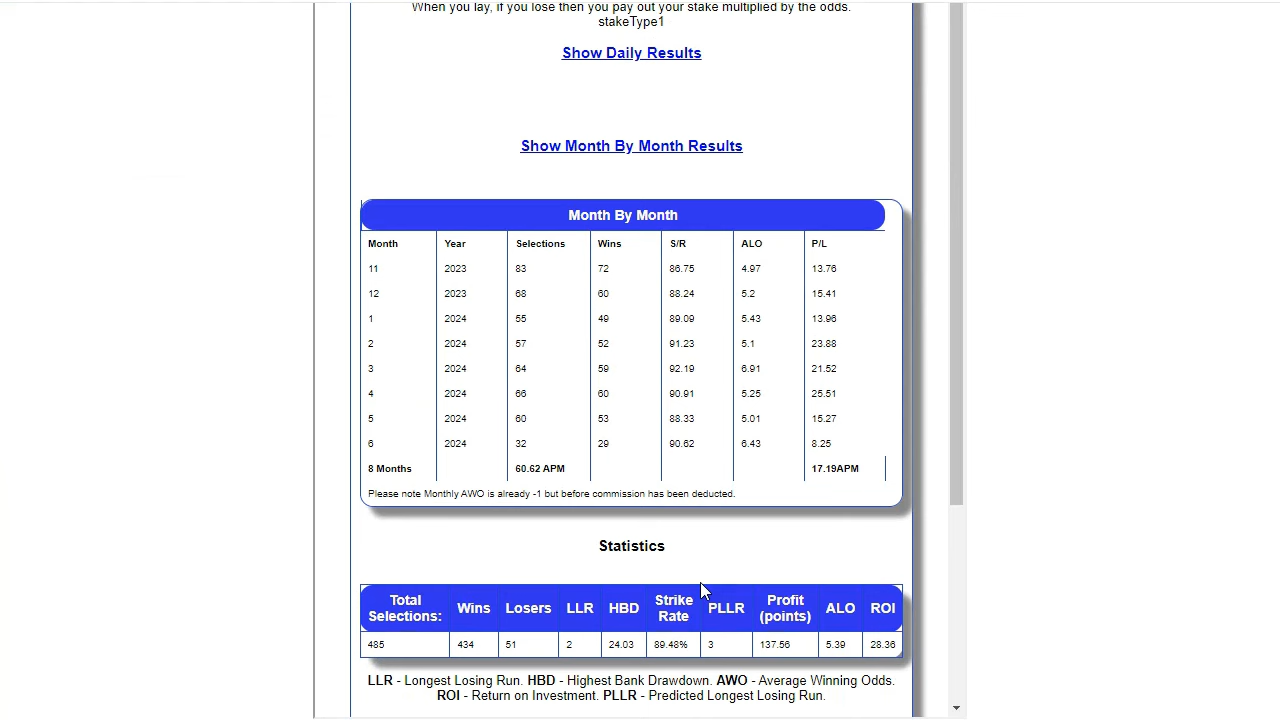 When you lay, if you lose then you pay out your stake multiplied by the odds.
stakeType1
Show Daily Results
Show Month By Month Results
Month By Month
Month Year Selections Wins S/R ALO P/L
11 2023 83 72 86.75 4.97 13.76
12 2023 68 60 88.24 5.2 15.41
1 2024 55 49 89.09 5.43 13.96
2 2024 57 52 91.23 5.1 23.88
3 2024 64 59 92.19 6.91 21.52
4 2024 66 60 90.91 5.25 25.51
5 2024 60 53 88.33 5.01 15.27
6 2024 32 29 90.62 6.43 8.25
8 Months 60.62 APM 17.19APM
Please note Monthly AWO is already -1 but before commission has been deducted.
Statistics
Total Selections: Wins Losers LLR HBD Strike Rate PLLR Profit (points) ALO ROI
485 434 51 2 24.03 89.48% 3 137.56 5.39 28.36
LLR - Longest Losing Run. HBD - Highest Bank Drawdown. AWO - Average Winning Odds.
ROI - Return on Investment. PLLR - Predicted Longest Losing Run.